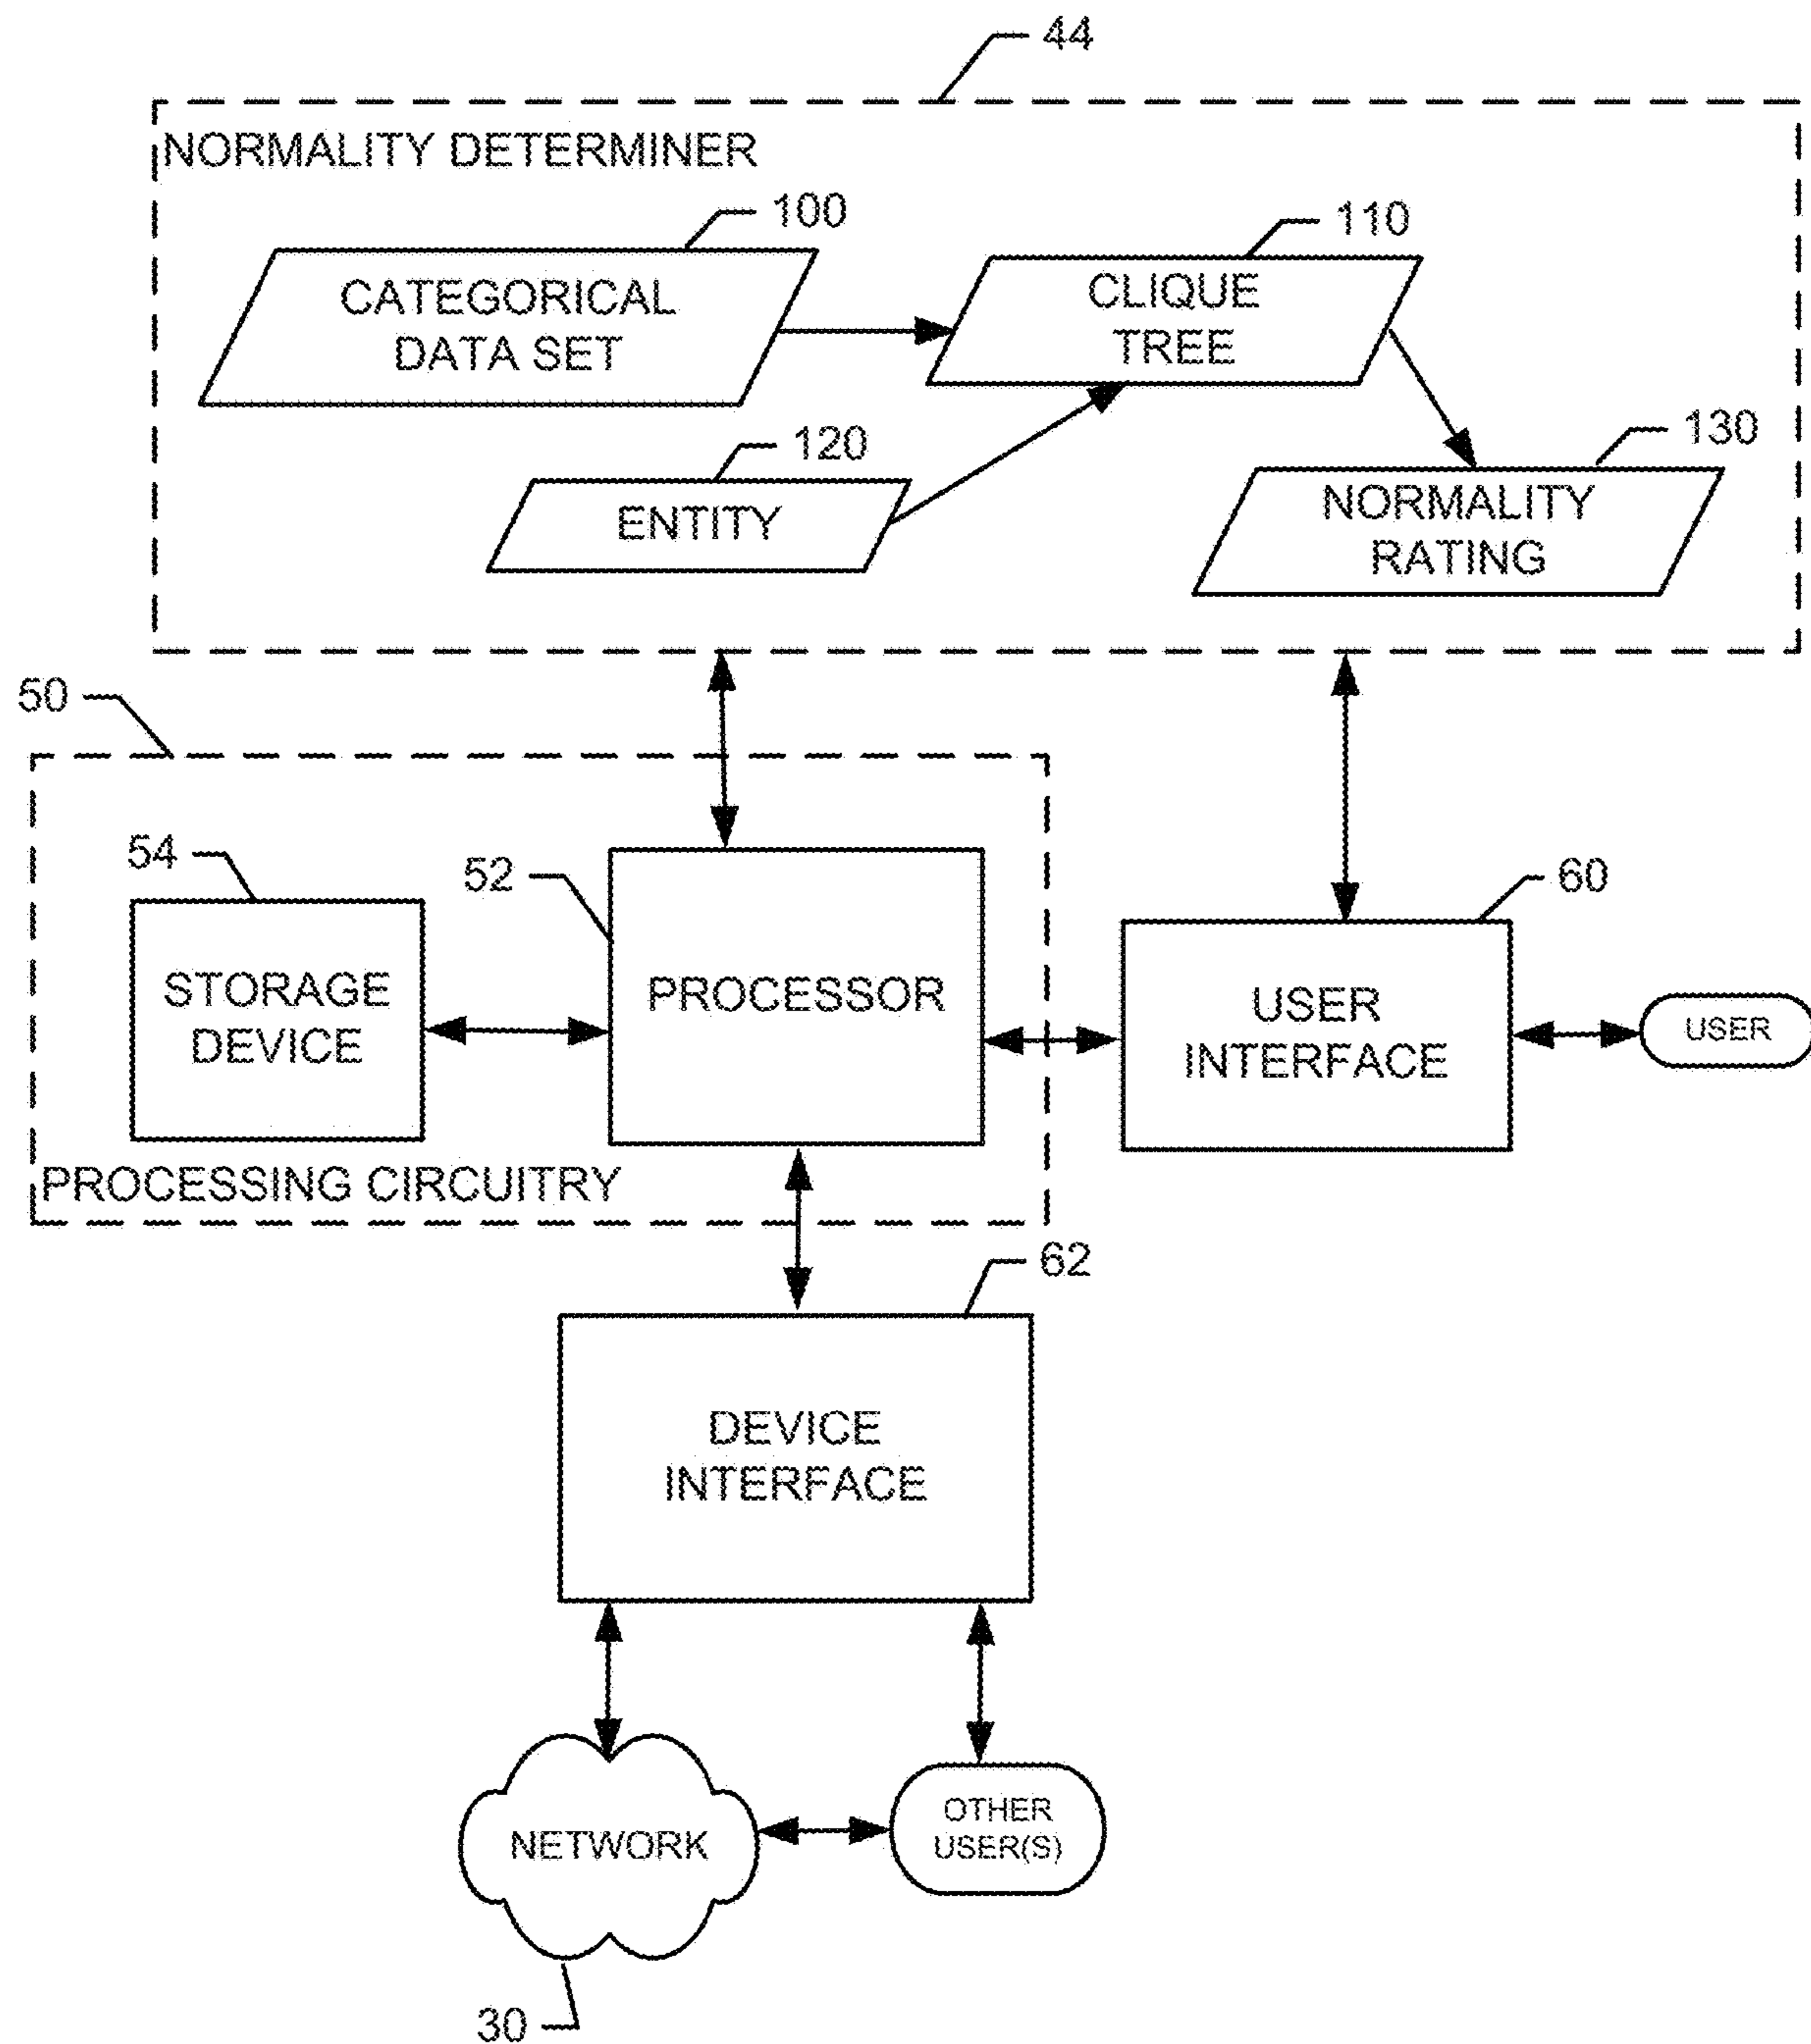 44
NORMALITY DETERMINER
100
110
CATEGORICAL
DATA SET
CLIQUE
TREE
120
130
ENTITY
NORMALITY
RATING
50
54
52
60
STORAGE
DEVICE
PROCESSOR
USER
INTERFACE
USER
PROCESSING CIRCUITRY
62
DEVICE
INTERFACE
NETWORK
OTHER
USER(S)
30